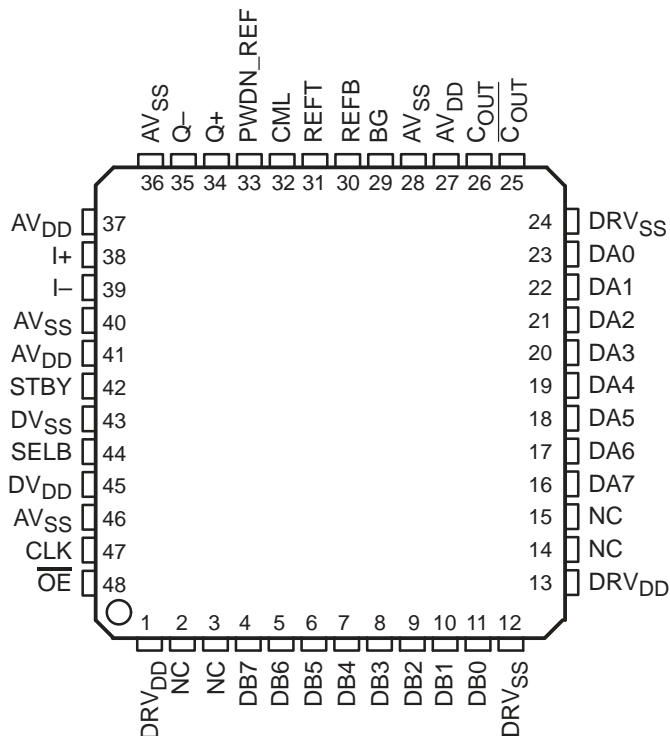 AVSS
Q–
Q+
PWDN_REF
CML
REFT
REFB
BG
AVSS
AVDD
COUT
C̅O̅U̅T̅
36 35 34 33 32 31 30 29 28 27 26 25
AVDD 37
I+ 38
I– 39
AVSS 40
AVDD 41
STBY 42
DVSS 43
SELB 44
DVDD 45
AVSS 46
CLK 47
O̅E̅ 48
24 DRVSS
23 DA0
22 DA1
21 DA2
20 DA3
19 DA4
18 DA5
17 DA6
16 DA7
15 NC
14 NC
13 DRVDD
1 2 3 4 5 6 7 8 9 10 11 12
DRVDD
NC
NC
DB7
DB6
DB5
DB4
DB3
DB2
DB1
DB0
DRVSS